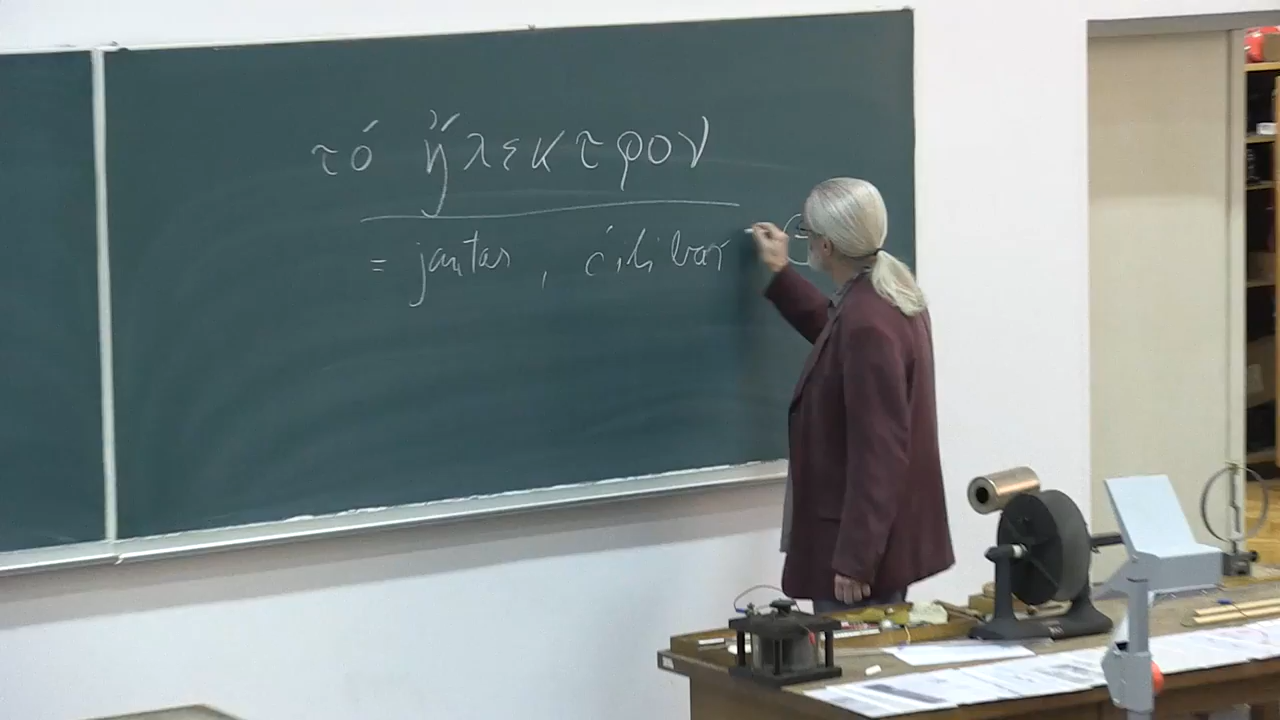 τό ἤλεκτρον
= jantar, ćilibar